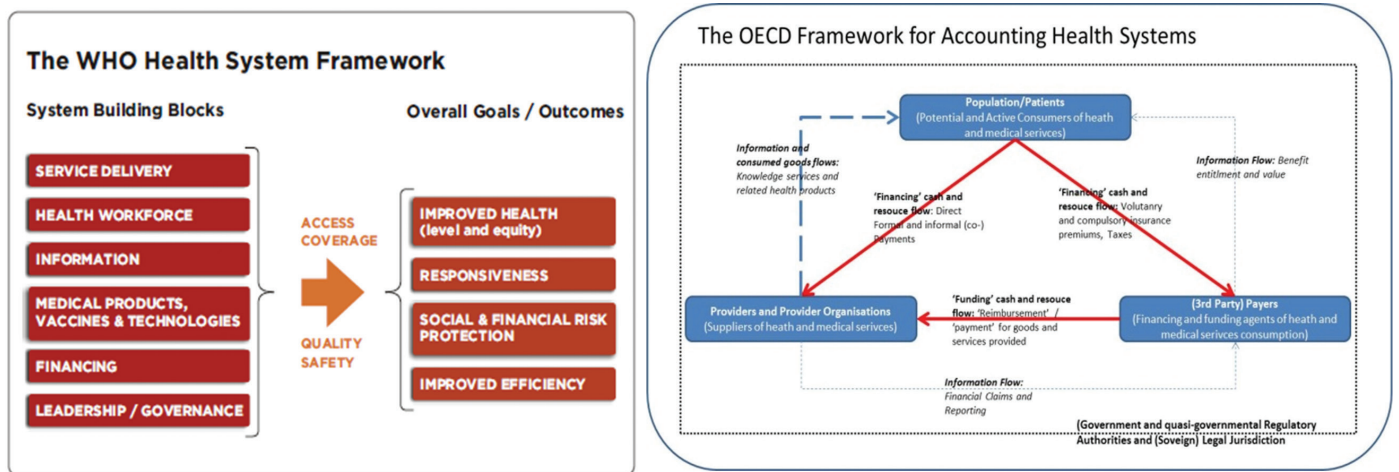 The WHO Health System Framework
System Building Blocks
Overall Goals / Outcomes
SERVICE DELIVERY
HEALTH WORKFORCE
INFORMATION
MEDICAL PRODUCTS,
VACCINES & TECHNOLOGIES
FINANCING
LEADERSHIP / GOVERNANCE
ACCESS
COVERAGE
QUALITY
SAFETY
IMPROVED HEALTH
(level and equity)
RESPONSIVENESS
SOCIAL & FINANCIAL RISK
PROTECTION
IMPROVED EFFICIENCY
The OECD Framework for Accounting Health Systems
Population/Patients
(Potential and Active Consumers of heath
and medical serivces)
Information and
consumed goods flows:
Knowledge services and
related health products
'Financing' cash and
resouce flow: Direct
Formal and informal (co-)
Payments
'Financing' cash and
resouce flow: Volutanry
and compulsory insurance
premiums, Taxes
Information Flow: Benefit
entitlment and value
Providers and Provider Organisations
(Suppliers of heath and medical serivces)
'Funding' cash and resouce
flow: 'Reimbursement' /
'payment' for goods and
services provided
(3rd Party) Payers
(Financing and funding agents of heath and
medical serivces consumption)
Information Flow:
Financial Claims and
Reporting
(Government and quasi-governmental Regulatory
Authorities and (Soveign) Legal Jurisdiction